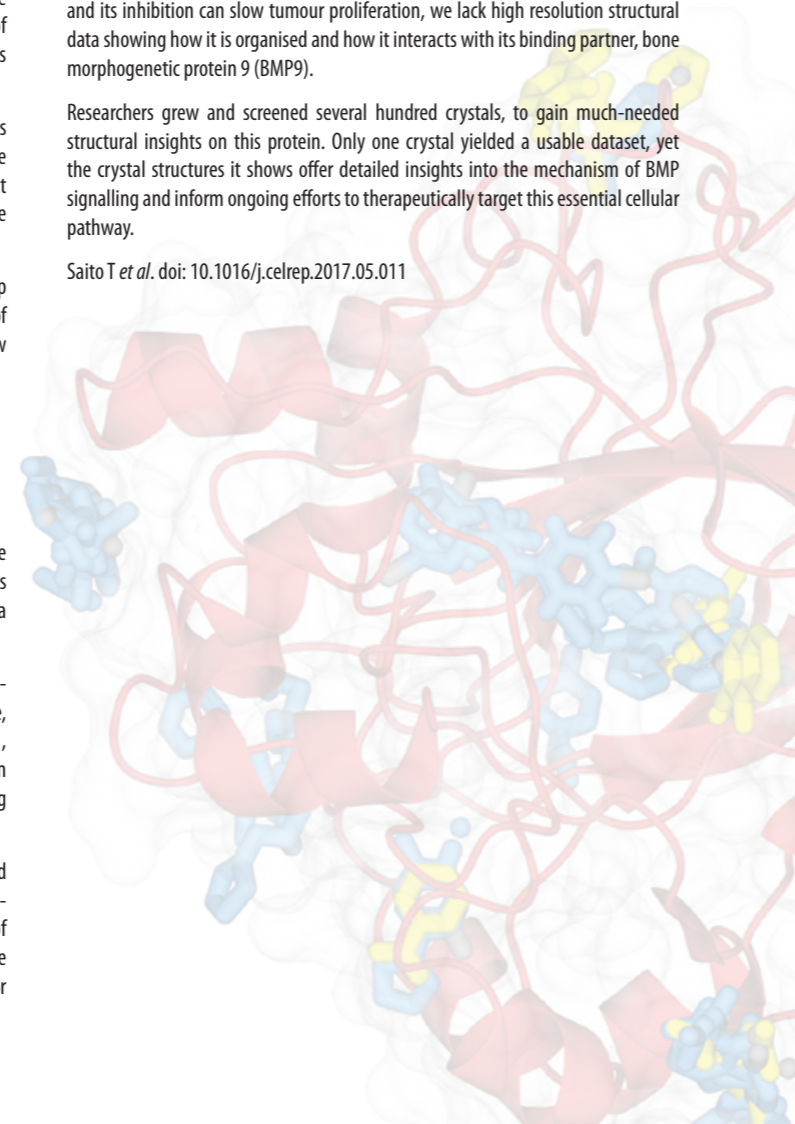 and its inhibition can slow tumour proliferation, we lack high resolution structural
data showing how it is organised and how it interacts with its binding partner, bone
morphogenetic protein 9 (BMP9).
Researchers grew and screened several hundred crystals, to gain much-needed
structural insights on this protein. Only one crystal yielded a usable dataset, yet
the crystal structures it shows offer detailed insights into the mechanism of BMP
signalling and inform ongoing efforts to therapeutically target this essential cellular
pathway.
Saito T et al. doi: 10.1016/j.celrep.2017.05.011